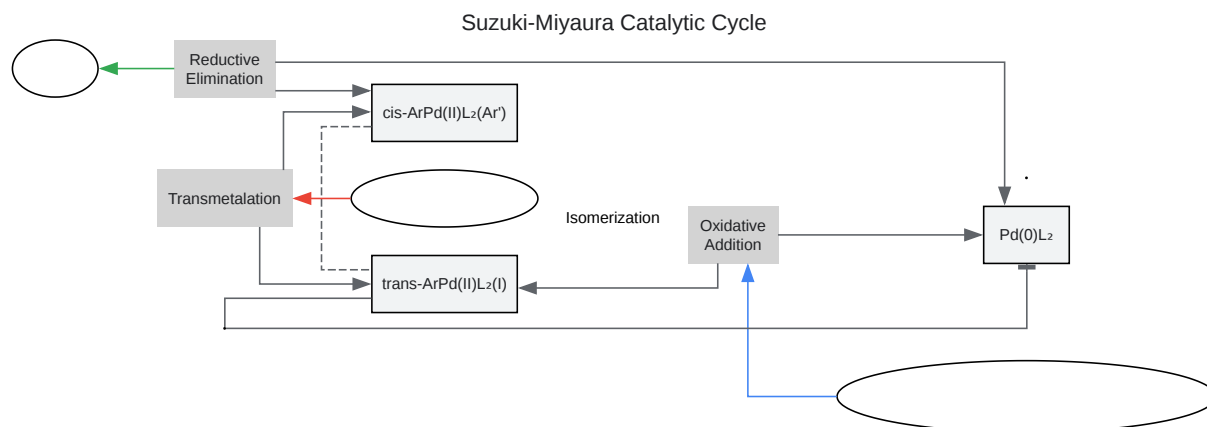 Suzuki-Miyaura Catalytic Cycle
Reductive
Elimination
cis-ArPd(II)L₂(Ar')
Transmetalation
Isomerization
Oxidative
Addition
Pd(0)L₂
trans-ArPd(II)L₂(I)